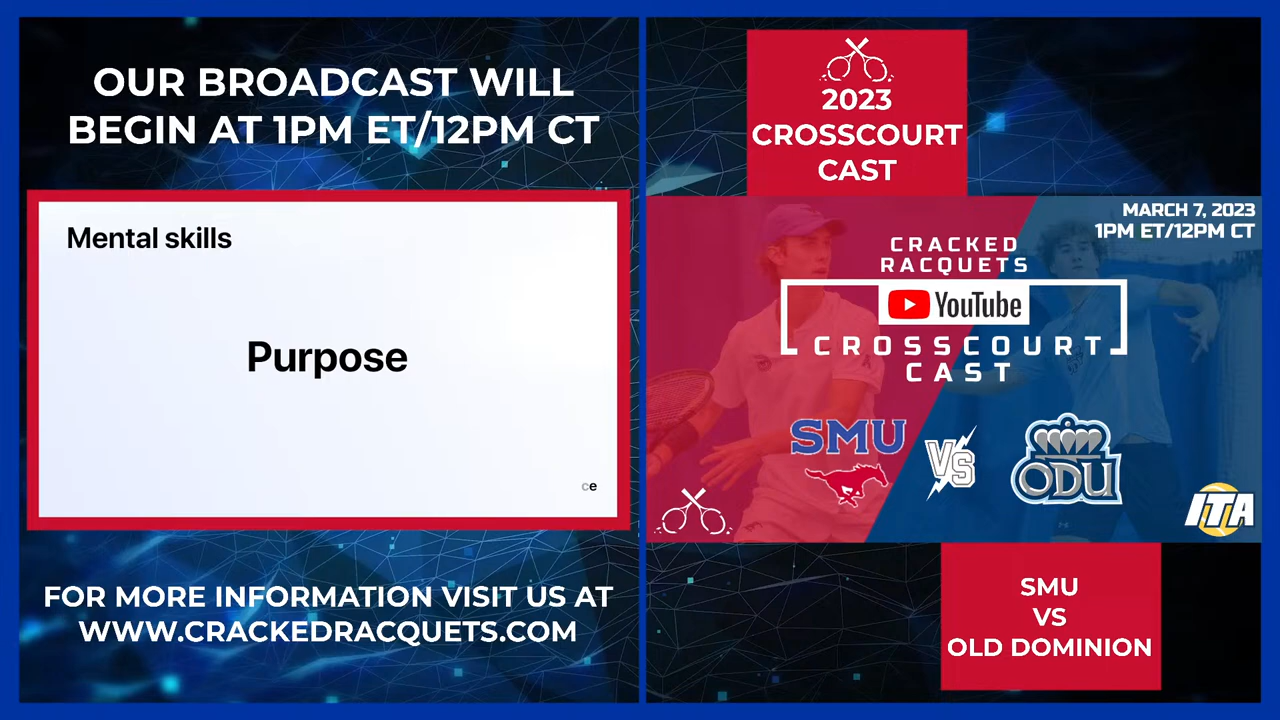 OUR BROADCAST WILL
BEGIN AT 1PM ET/12PM CT
Mental skills
Purpose
ce
FOR MORE INFORMATION VISIT US AT
WWW.CRACKEDRACQUETS.COM
2023
CROSSCOURT
CAST
MARCH 7, 2023
1PM ET/12PM CT
CRACKED
RACQUETS
YouTube
CROSSCOURT
CAST
SMU
VS
ODU
ITA
SMU
VS
OLD DOMINION